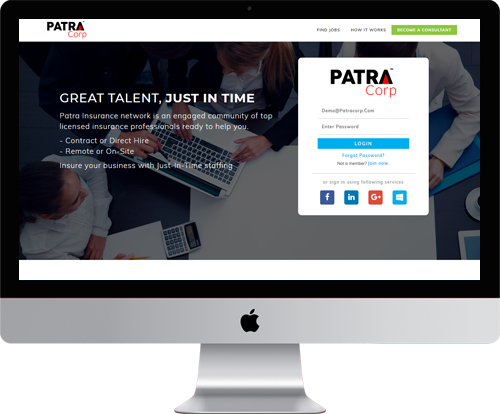 PATRA
Corp
FIND JOBS
HOW IT WORKS
BECOME A CONSULTANT
GREAT TALENT, JUST IN TIME
Patra Insurance network is an engaged community of top
licensed insurance professionals ready to help you.
- Contract or Direct Hire
- Remote or On-Site
Insure your business with Just-In-Time staffing
PATRA
Corp
Demo@Patracorp.Com
Enter Password
LOGIN
Forgot Password?
Not a member? Join now
or sign in using following services
f
in
G+